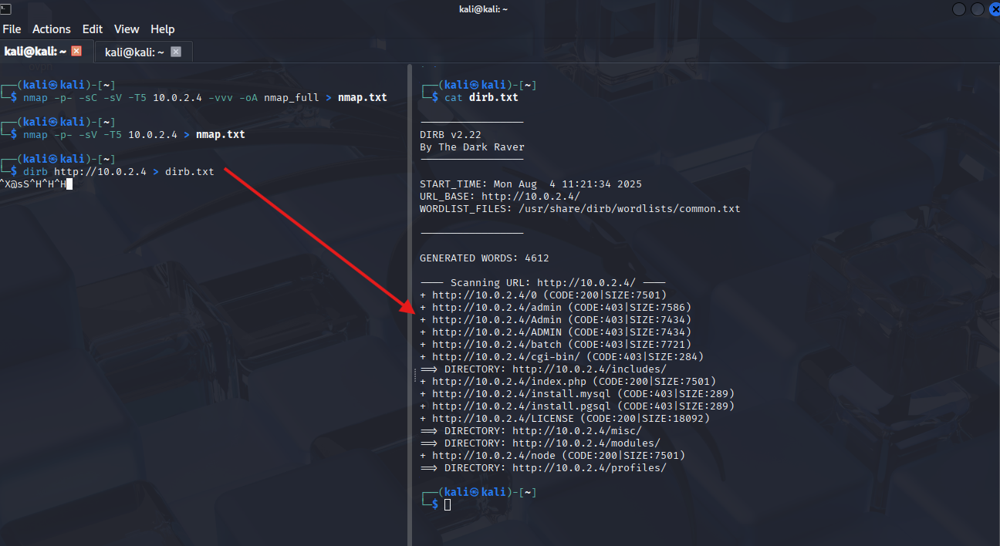 kali@kali: ~
File Actions Edit View Help
kali@kali: ~ kali@kali: ~
┌──(kali㉿kali)-[~]
└─$ nmap -p- -sC -sV -T5 10.0.2.4 -vvv -oA nmap_full > nmap.txt
┌──(kali㉿kali)-[~]
└─$ nmap -p- -sV -T5 10.0.2.4 > nmap.txt
┌──(kali㉿kali)-[~]
└─$ dirb http://10.0.2.4 > dirb.txt
^X@sS^H^H^H
┌──(kali㉿kali)-[~]
└─$ cat dirb.txt
-----------------
DIRB v2.22
By The Dark Raver
-----------------
START_TIME: Mon Aug  4 11:21:34 2025
URL_BASE: http://10.0.2.4/
WORDLIST_FILES: /usr/share/dirb/wordlists/common.txt
-----------------
GENERATED WORDS: 4612
---- Scanning URL: http://10.0.2.4/ ----
+ http://10.0.2.4/0 (CODE:200|SIZE:7501)
+ http://10.0.2.4/admin (CODE:403|SIZE:7586)
+ http://10.0.2.4/Admin (CODE:403|SIZE:7434)
+ http://10.0.2.4/ADMIN (CODE:403|SIZE:7434)
+ http://10.0.2.4/batch (CODE:403|SIZE:7721)
+ http://10.0.2.4/cgi-bin/ (CODE:403|SIZE:284)
==> DIRECTORY: http://10.0.2.4/includes/
+ http://10.0.2.4/index.php (CODE:200|SIZE:7501)
+ http://10.0.2.4/install.mysql (CODE:403|SIZE:289)
+ http://10.0.2.4/install.pgsql (CODE:403|SIZE:289)
+ http://10.0.2.4/LICENSE (CODE:200|SIZE:18092)
==> DIRECTORY: http://10.0.2.4/misc/
==> DIRECTORY: http://10.0.2.4/modules/
+ http://10.0.2.4/node (CODE:200|SIZE:7501)
==> DIRECTORY: http://10.0.2.4/profiles/
┌──(kali㉿kali)-[~]
└─$